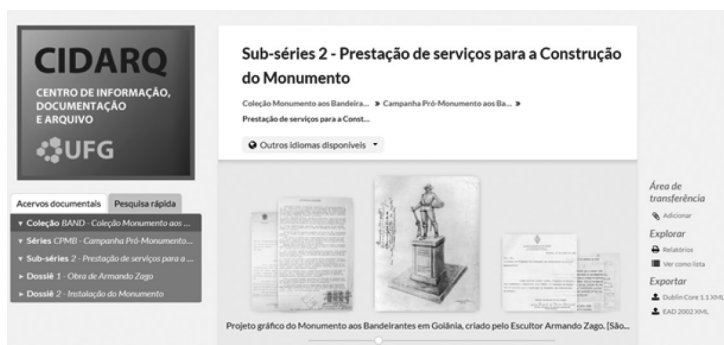 CIDARQ
CENTRO DE INFORMAÇÃO,
DOCUMENTAÇÃO
E ARQUIVO
UFG
Acervos documentais
Pesquisa rápida
▾ Coleção BAND - Coleção Monumento aos ...
▾ Séries CPMB - Campanha Pró-Monumento...
▾ Sub-séries 2 - Prestação de serviços para a ...
► Dossiê 1 - Obra de Armando Zago
► Dossiê 2 - Instalação do Monumento
Sub-séries 2 - Prestação de serviços para a Construção
do Monumento
Coleção Monumento aos Bandeira... » Campanha Pró-Monumento aos Ba... »
Prestação de serviços para a Const...
Outros idiomas disponíveis
Projeto gráfico do Monumento aos Bandeirantes em Goiânia, criado pelo Escultor Armando Zago. [São...
Área de
transferência
Adicionar
Explorar
Relatórios
Ver como lista
Exportar
Dublin Core 1.1 XML
EAD 2002 XML